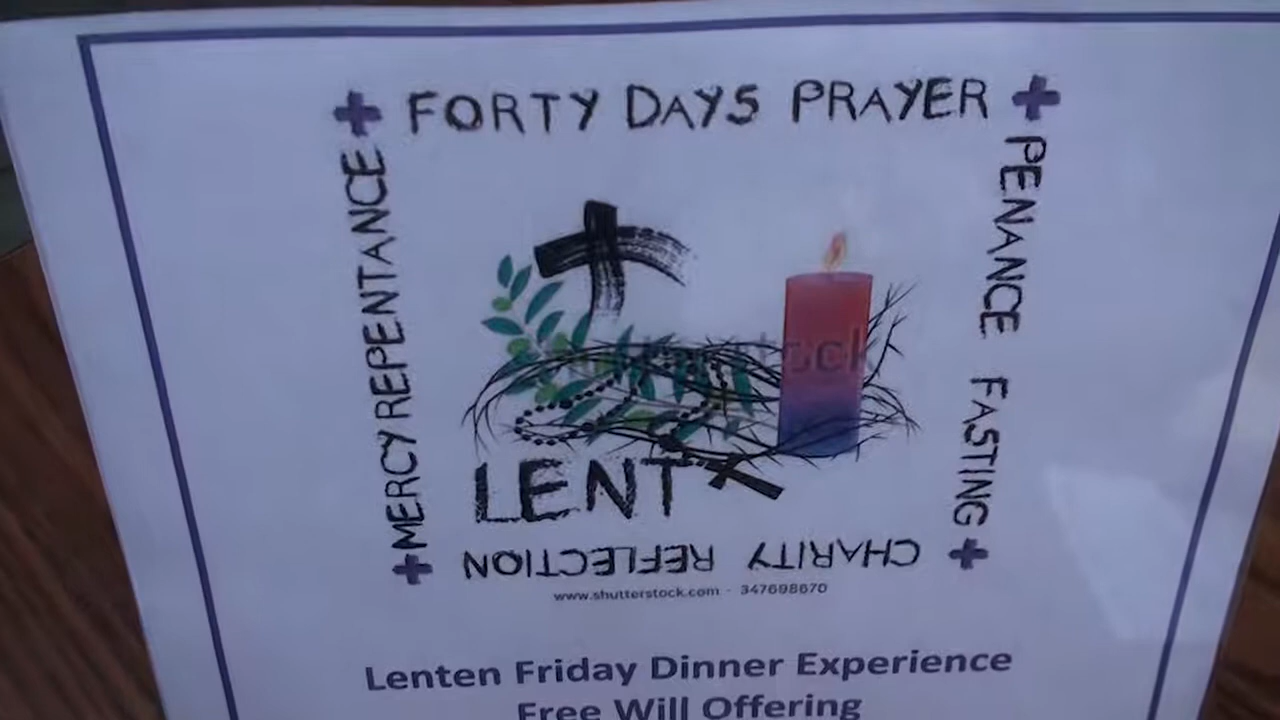 FORTY DAYS PRAYER
PENANCE FASTING
CHARITY REFLECTION
MERCY REPENTANCE
LENT
www.shutterstock.com · 347698670
Lenten Friday Dinner Experience
Free Will Offering